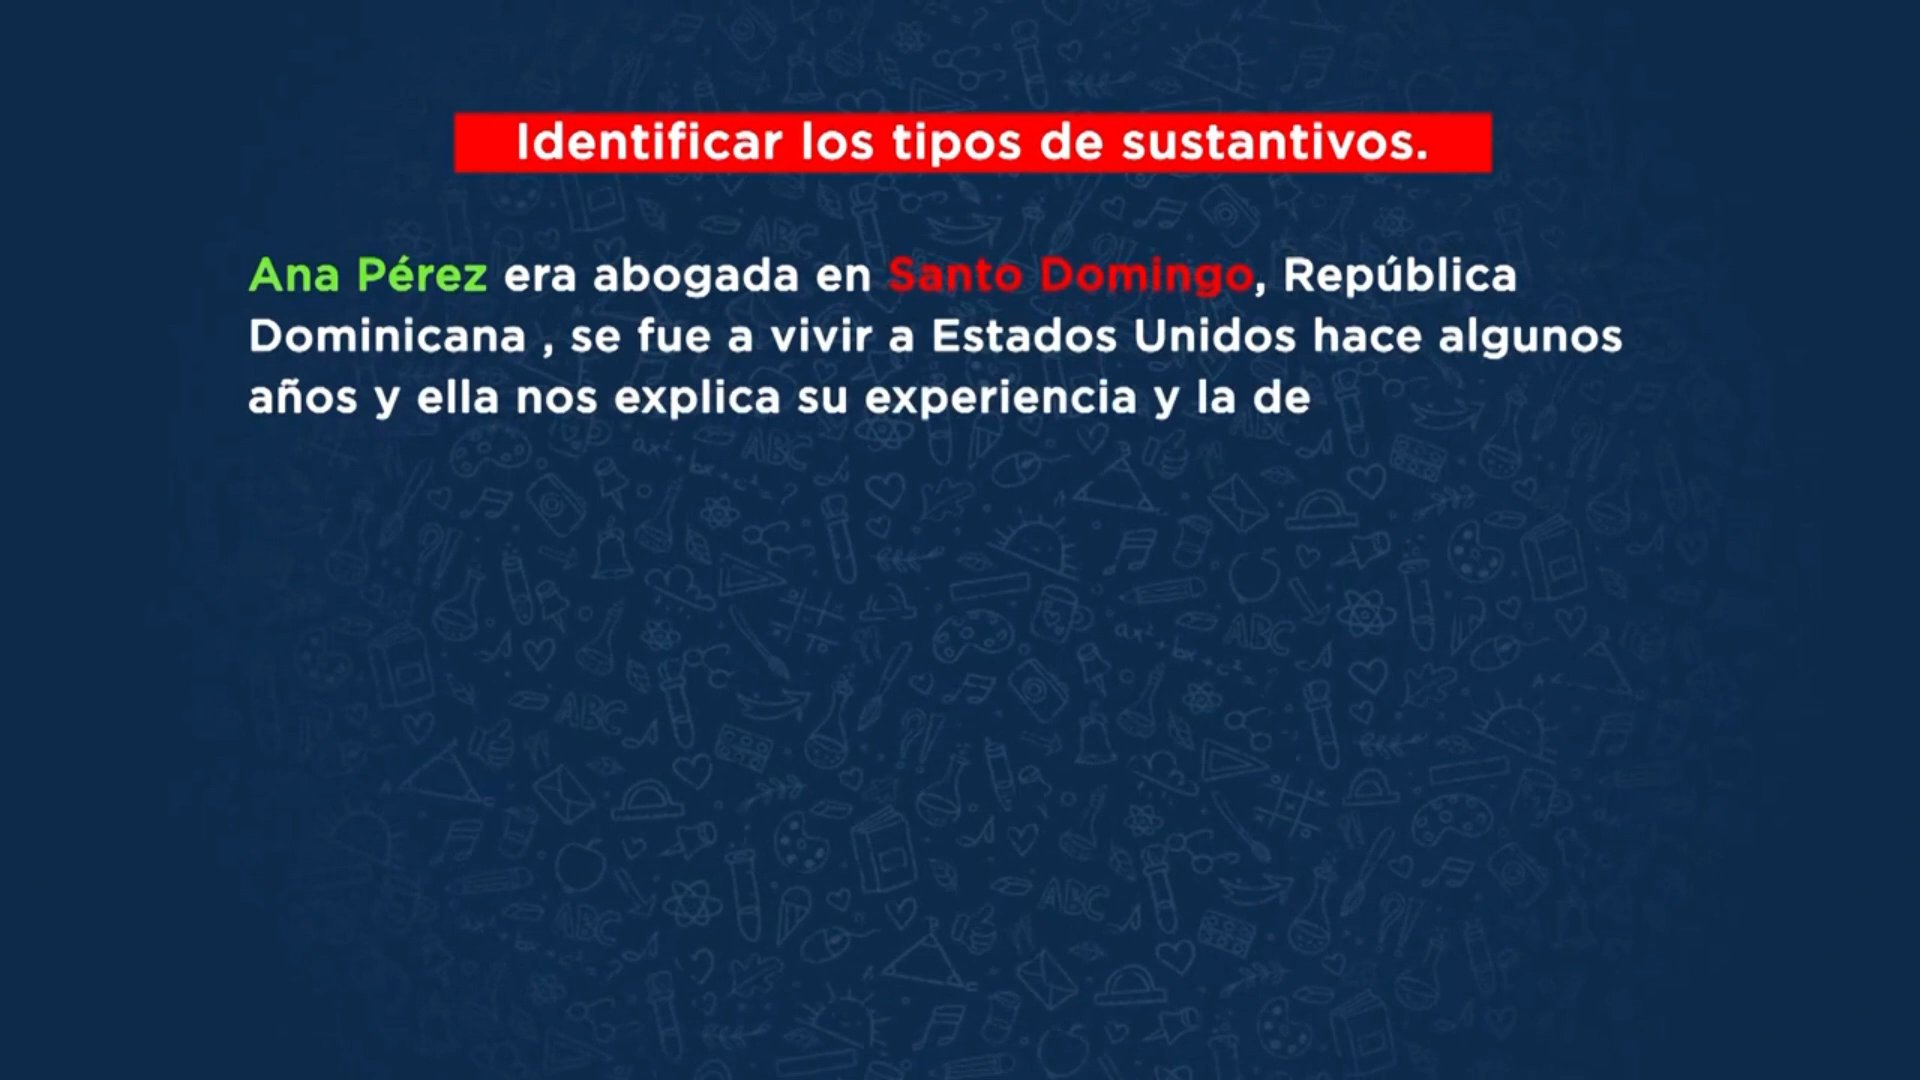 Identificar los tipos de sustantivos.
Ana Pérez era abogada en Santo Domingo, República
Dominicana , se fue a vivir a Estados Unidos hace algunos
años y ella nos explica su experiencia y la de